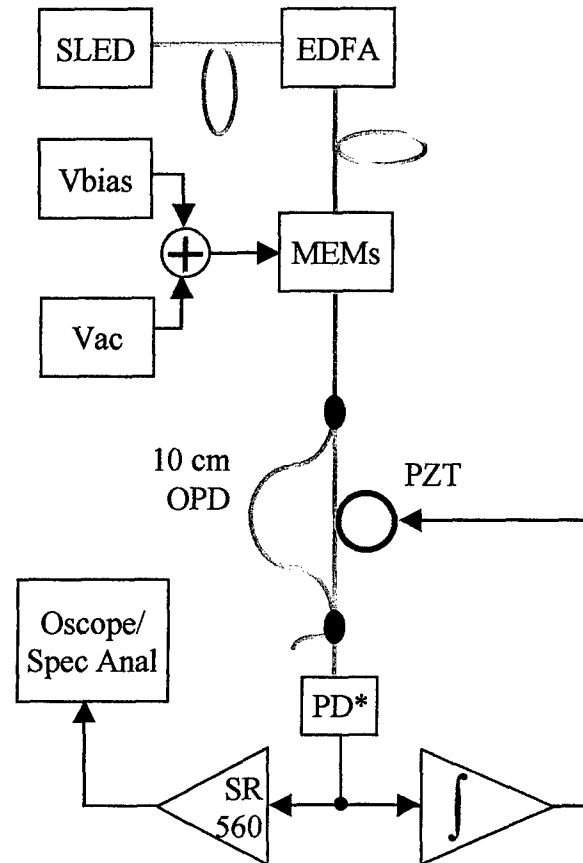 SLED
EDFA
Vbias
+
MEMs
Vac
10 cm
OPD
PZT
Oscope/
Spec Anal
PD*
SR
560
∫